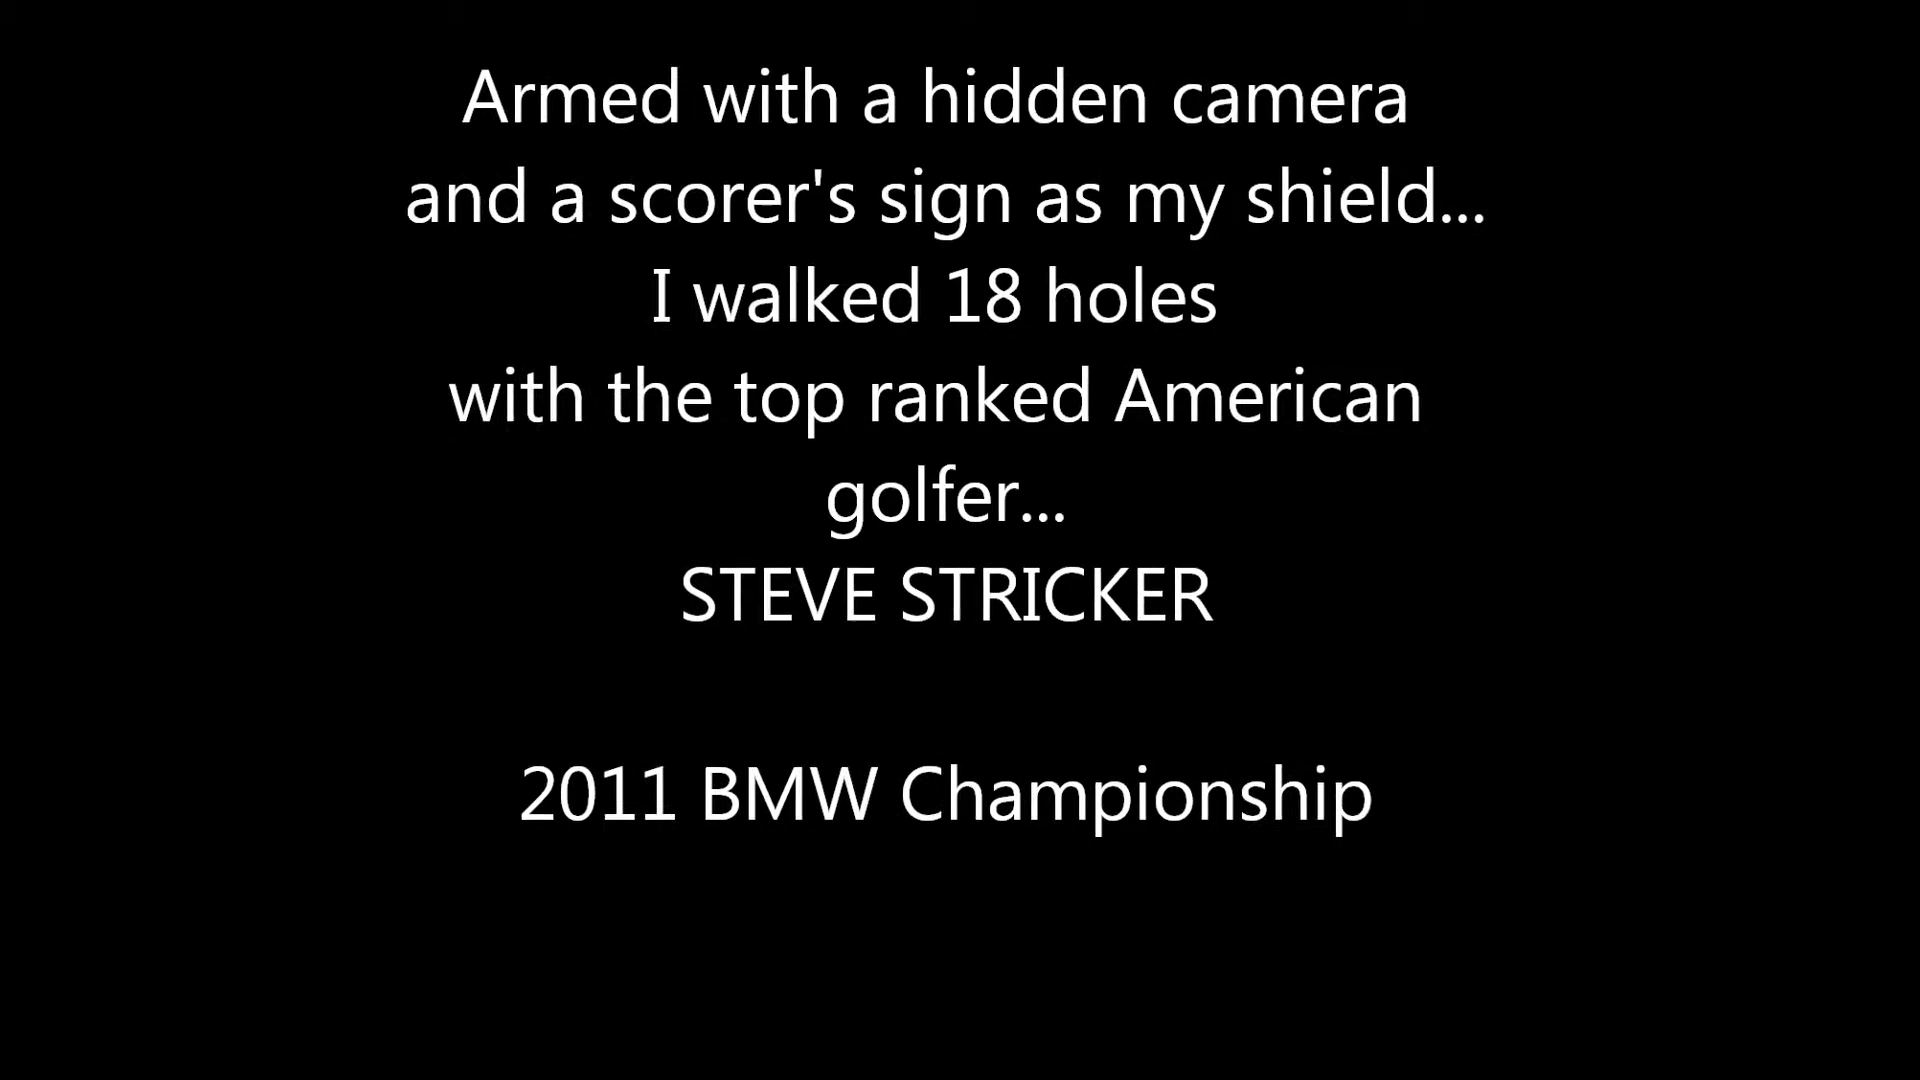 Armed with a hidden camera
and a scorer's sign as my shield...
I walked 18 holes
with the top ranked American
golfer...
STEVE STRICKER
2011 BMW Championship